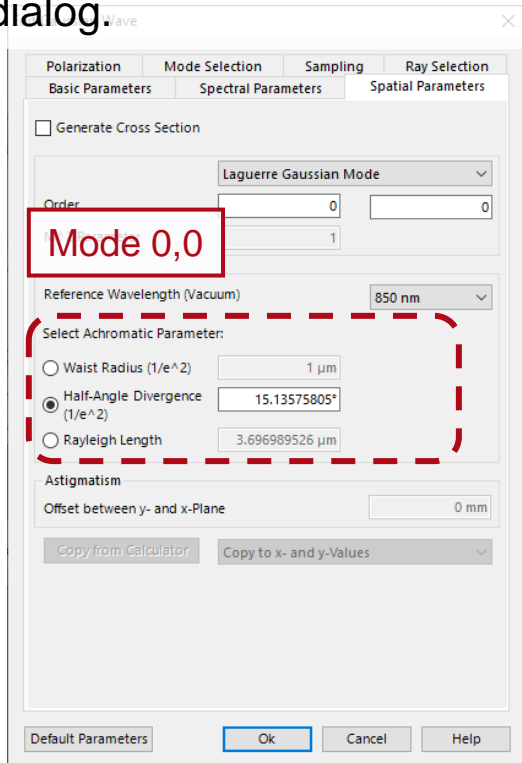 dialog.
Wave
Polarization Mode Selection Sampling Ray Selection
Basic Parameters Spectral Parameters Spatial Parameters
Generate Cross Section
Laguerre Gaussian Mode
Order 0 0
Mode 0,0
1
Reference Wavelength (Vacuum) 850 nm
Select Achromatic Parameter:
Waist Radius (1/e^2) 1 μm
Half-Angle Divergence
(1/e^2) 15.13575805°
Rayleigh Length 3.696989526 μm
Astigmatism
Offset between y- and x-Plane 0 mm
Copy from Calculator Copy to x- and y-Values
Default Parameters Ok Cancel Help